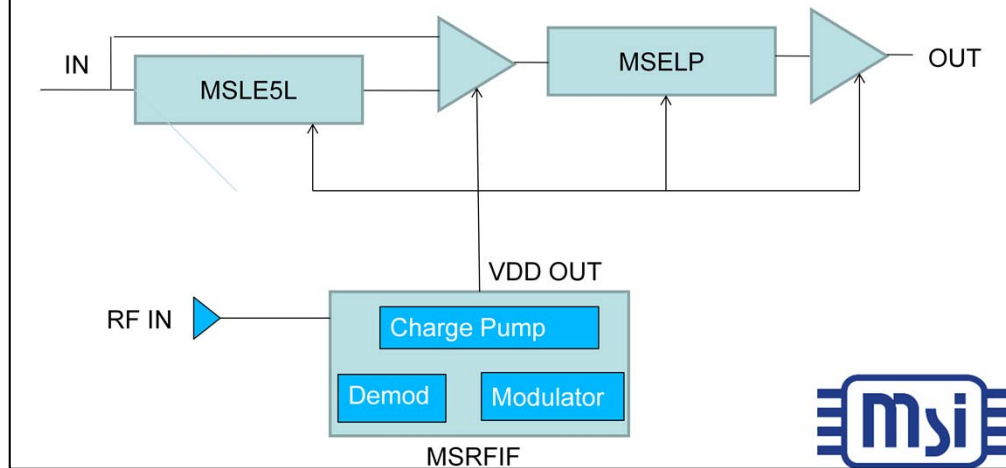 IN
MSLE5L
MSELP
OUT
VDD OUT
RF IN
Charge Pump
Demod
Modulator
MSRFIF
msi